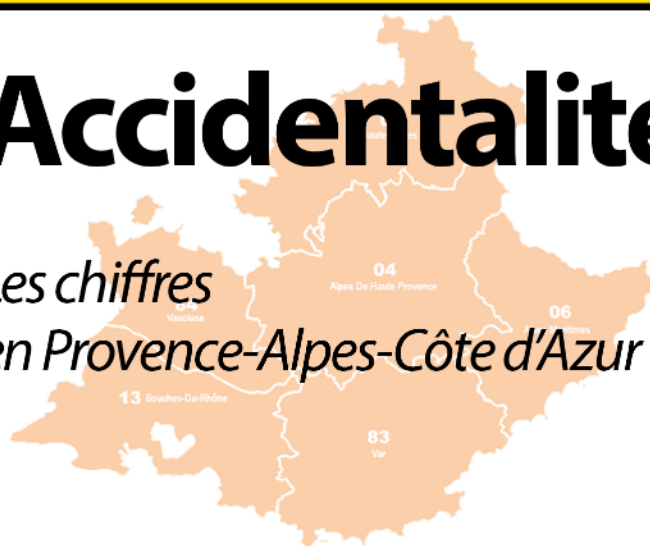 Accidentalité
Les chiffres
en Provence-Alpes-Côte d'Azur
04
Alpes De Haute Provence
06
Vaucluse
13 Bouches-Du-Rhône
83
Var